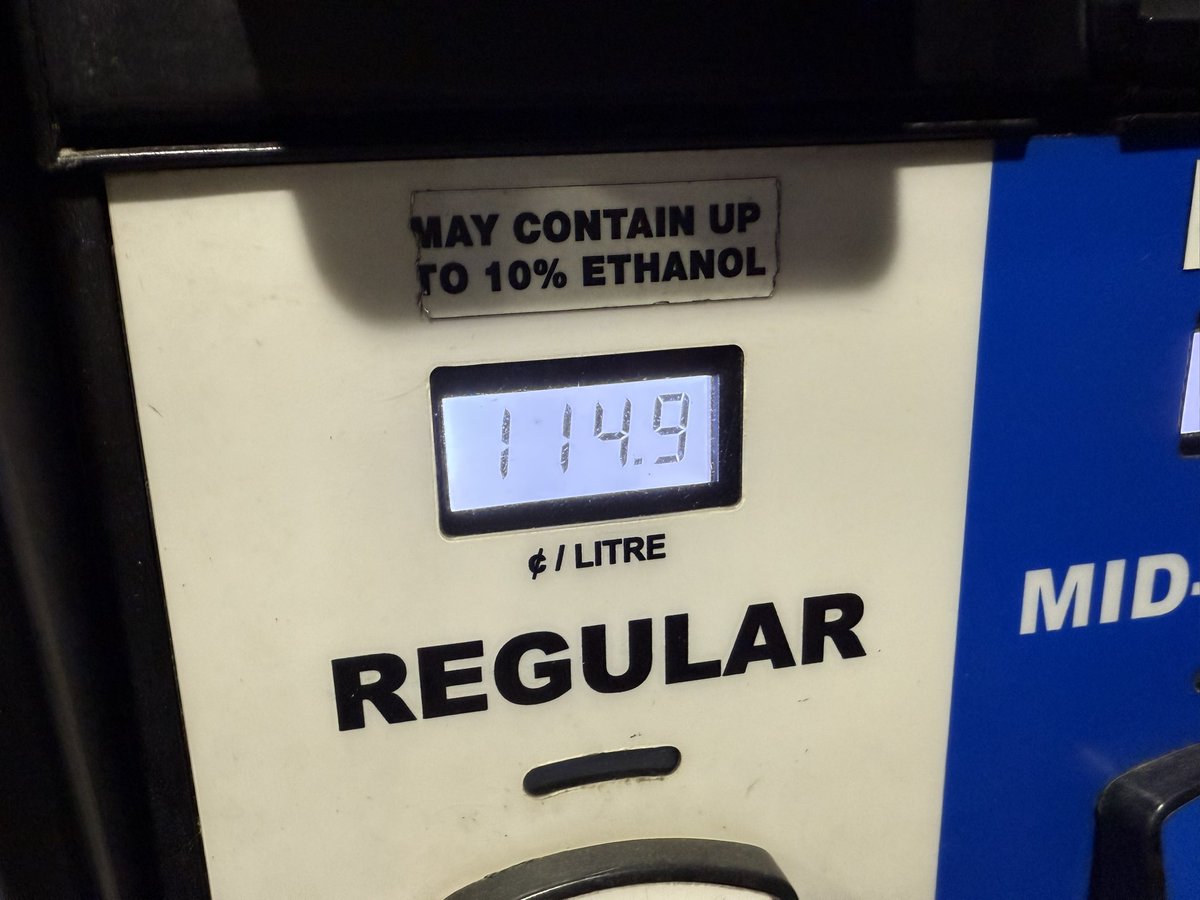 MAY CONTAIN UP
TO 10% ETHANOL
114.9
¢ / LITRE
REGULAR
MID-